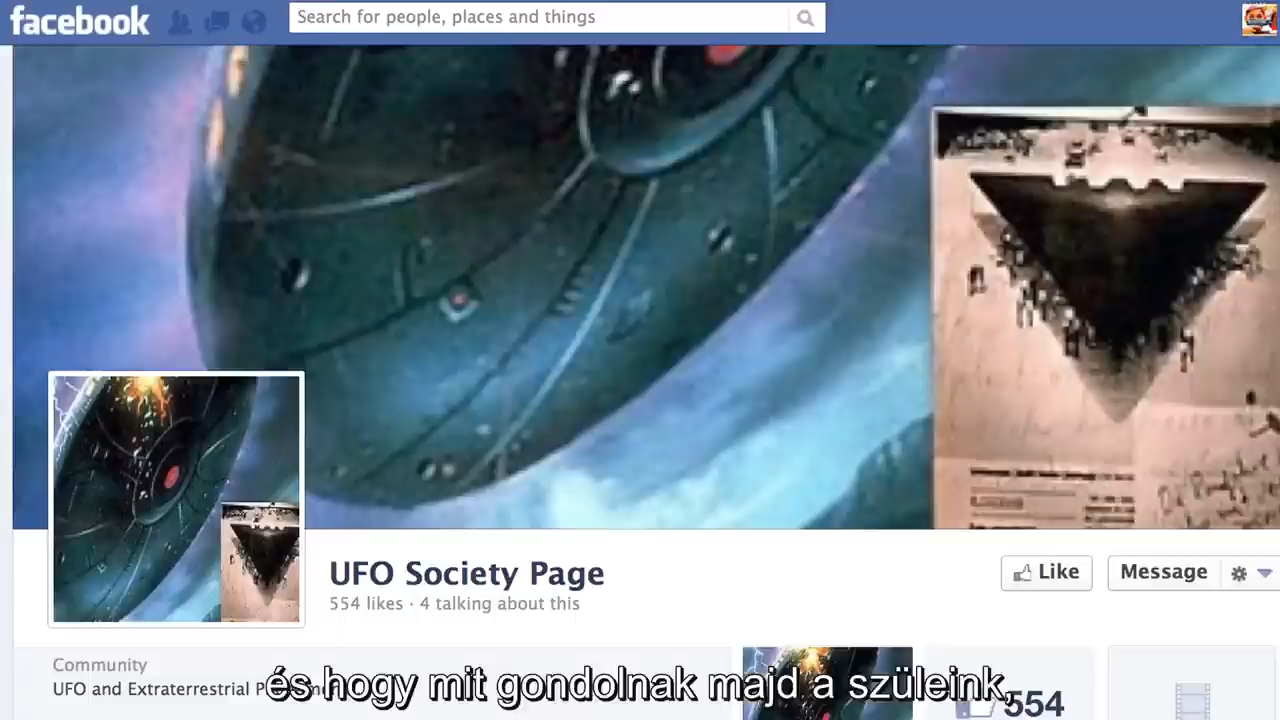 facebook
Search for people, places and things
UFO Society Page
Like
Message
554 likes · 4 talking about this
Community
UFO and Extraterrestrial
és hogy mit gondolnak majd a szüleink,
554